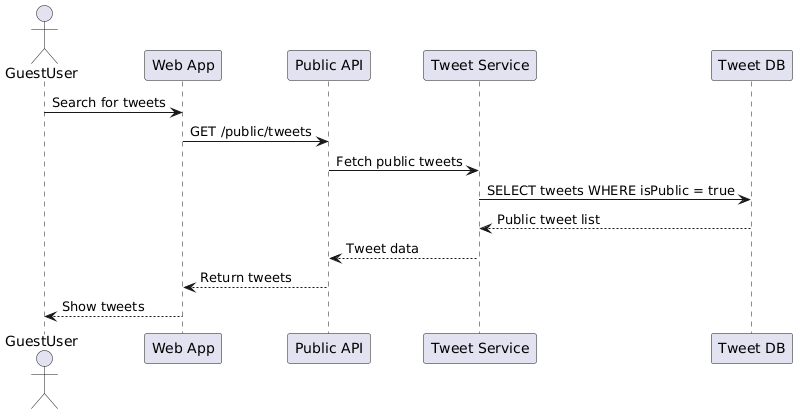 GuestUser
Web App
Public API
Tweet Service
Tweet DB
Search for tweets
GET /public/tweets
Fetch public tweets
SELECT tweets WHERE isPublic = true
Public tweet list
Tweet data
Return tweets
Show tweets
GuestUser
Web App
Public API
Tweet Service
Tweet DB